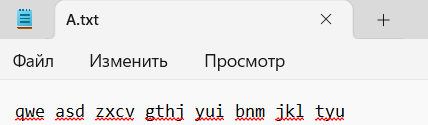 A.txt
Файл Изменить Просмотр
qwe asd zxcv gthj yui bnm jkl tyu